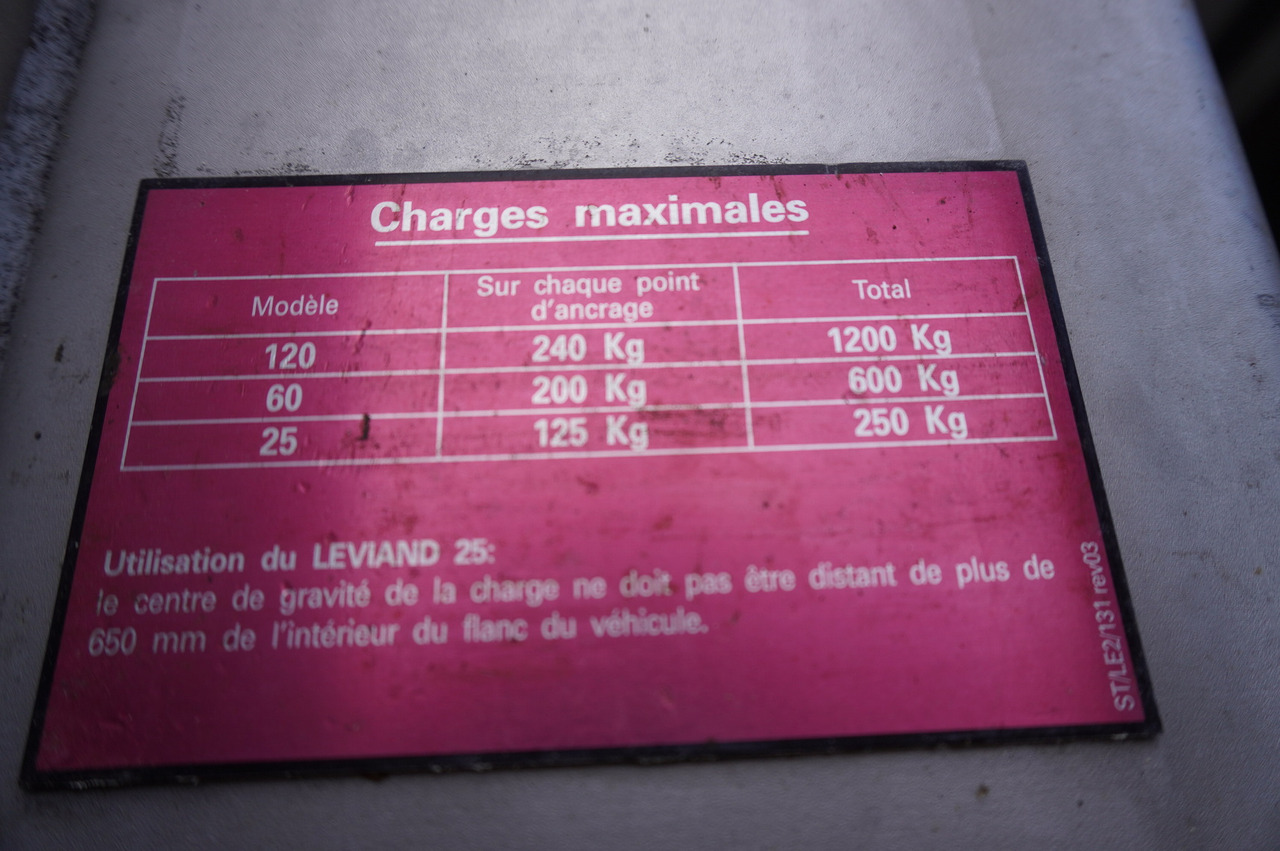 Charges maximales
Modèle
Sur chaque point
d'ancrage
Total
120 240 Kg 1200 Kg
60 200 Kg 600 Kg
25 125 Kg 250 Kg
Utilisation du LEVIAND 25:
le centre de gravité de la charge ne doit pas être distant de plus de
650 mm de l'intérieur du flanc du véhicule.
ST/LE2/131 rev03